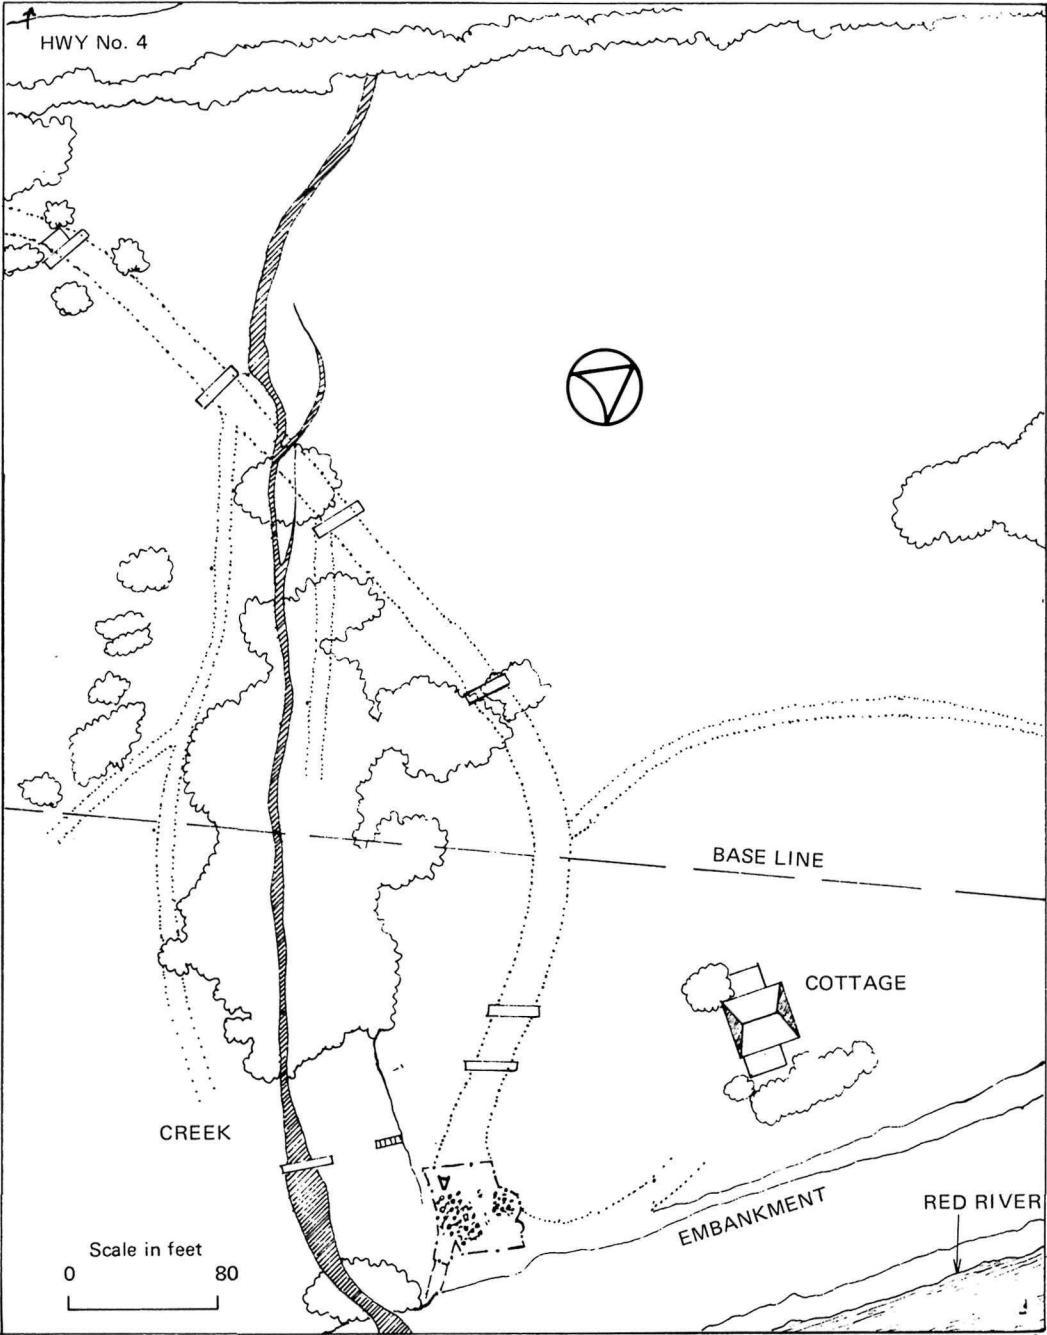 HWY No. 4
BASE LINE
COTTAGE
CREEK
EMBANKMENT
RED RIVER
Scale in feet
0 80